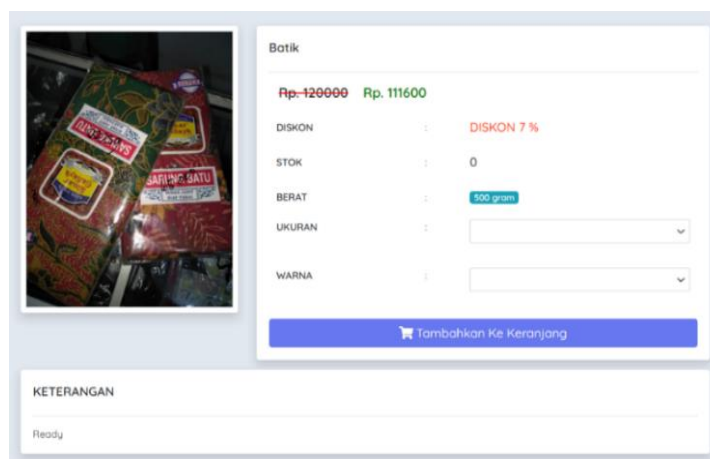 SARUNG BATU
SARUNG BATU
Batik
Rp. 120000 Rp. 111600
DISKON : DISKON 7 %
STOK : 0
BERAT : 500 gram
UKURAN :
WARNA :
Tambahkan Ke Keranjang
KETERANGAN
Ready